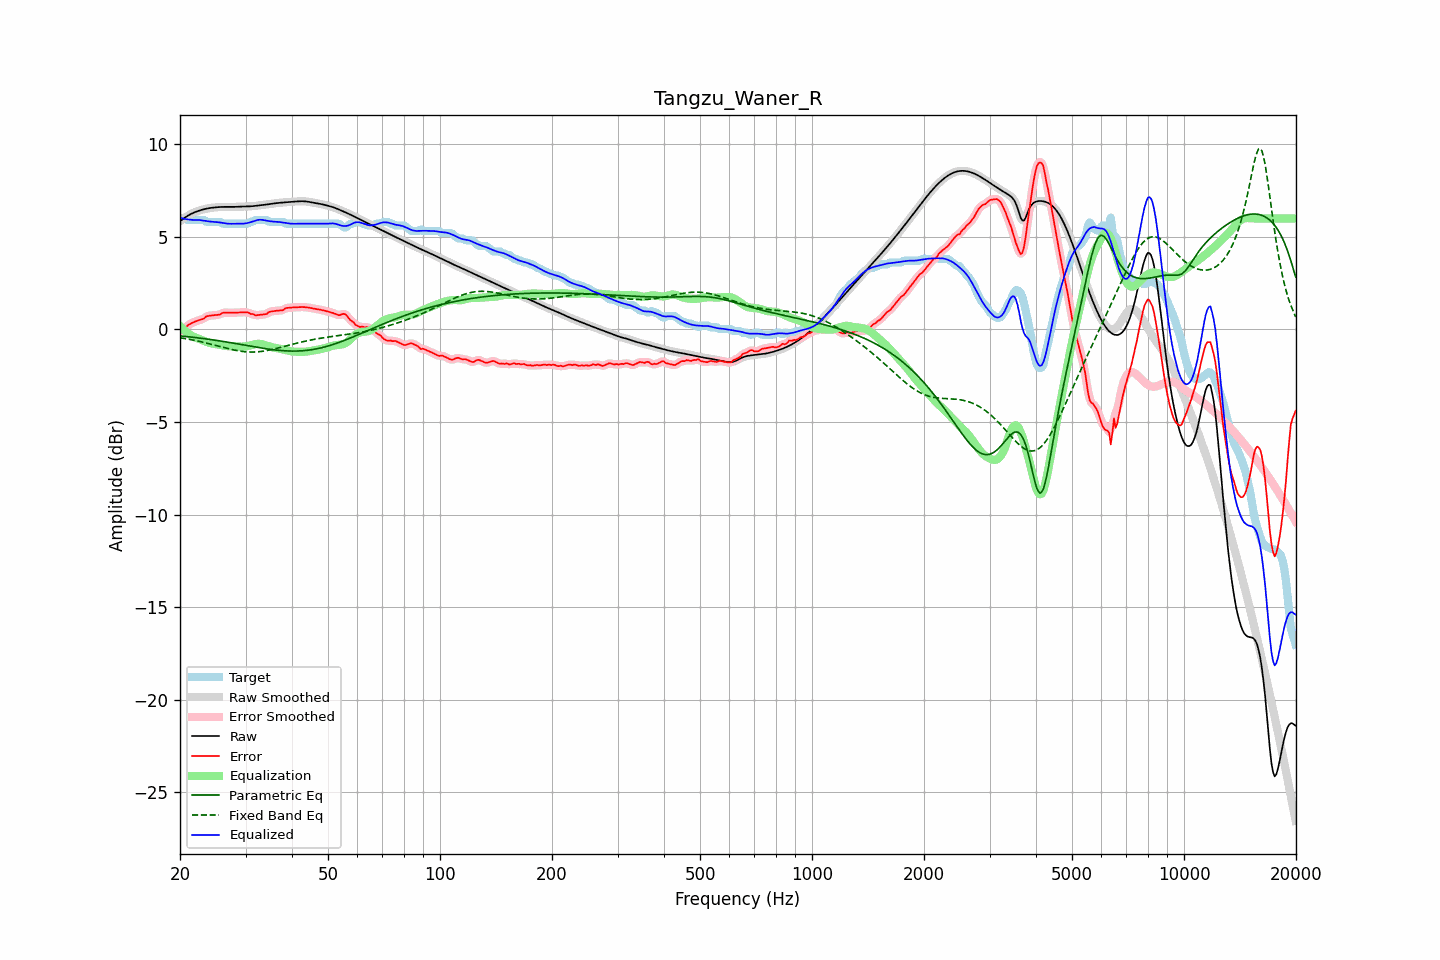 Tangzu_Waner_R
Amplitude (dBr)
10
5
0
−5
−10
−15
−20
−25
Target
Raw Smoothed
Error Smoothed
Raw
Error
Equalization
Parametric Eq
Fixed Band Eq
Equalized
20 50 100 200 500 1000 2000 5000 10000 20000
Frequency (Hz)